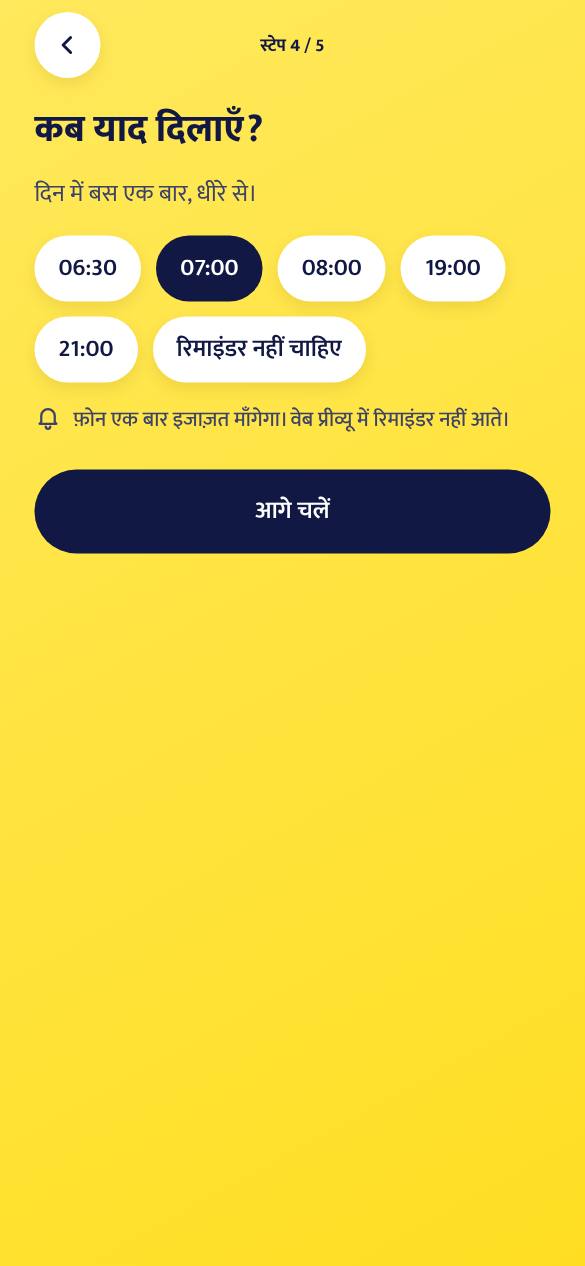 स्टेप 4 / 5
कब याद दिलाएँ?
दिन में बस एक बार, धीरे से।
06:30 07:00 08:00 19:00
21:00 रिमाइंडर नहीं चाहिए
फ़ोन एक बार इजाज़त माँगेगा। वेब प्रीव्यू में रिमाइंडर नहीं आते।
आगे चलें